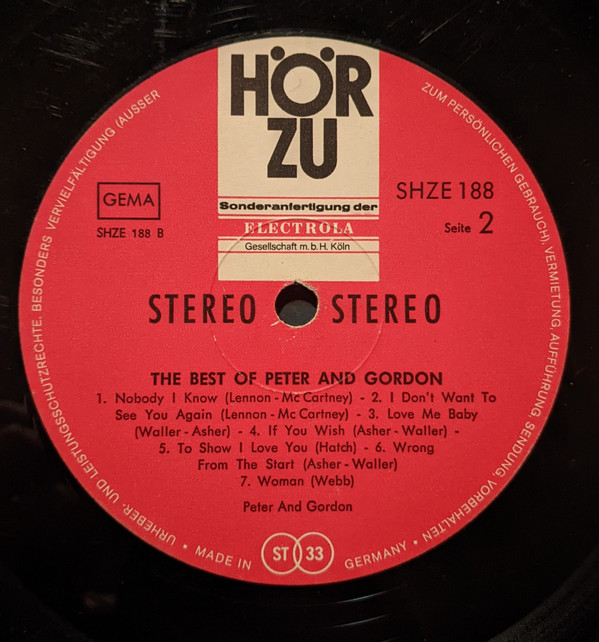 HÖR
ZU
Sonderanfertigung der
ELECTROLA
Gesellschaft m.b.H. Köln
GEMA
SHZE 188 B
SHZE 188
Seite 2
STEREO STEREO
THE BEST OF PETER AND GORDON
1. Nobody I Know (Lennon - Mc Cartney) - 2. I Don't Want To
See You Again (Lennon - Mc Cartney) - 3. Love Me Baby
(Waller - Asher) - 4. If You Wish (Asher - Waller) -
5. To Show I Love You (Hatch) - 6. Wrong
From The Start (Asher - Waller)
7. Woman (Webb)
Peter And Gordon
URHEBER- UND LEISTUNGSSCHUTZRECHTE, BESONDERS VERVIELFÄLTIGUNG (AUSSER
ZUM PERSÖNLICHEN GEBRAUCH), VERMIETUNG, AUFFÜHRUNG, SENDUNG VORBEHALTEN
• MADE IN ST 33 GERMANY •